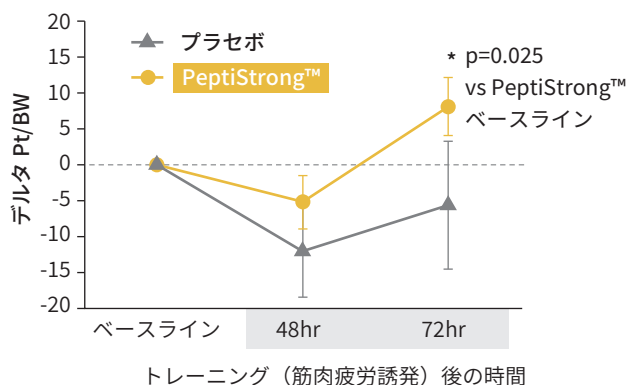 デルタ Pt/BW
20
15
10
5
0
-5
-10
-15
-20
プラセボ
PeptiStrong™
* p=0.025
vs PeptiStrong™
ベースライン
ベースライン 48hr 72hr
トレーニング（筋肉疲労誘発）後の時間